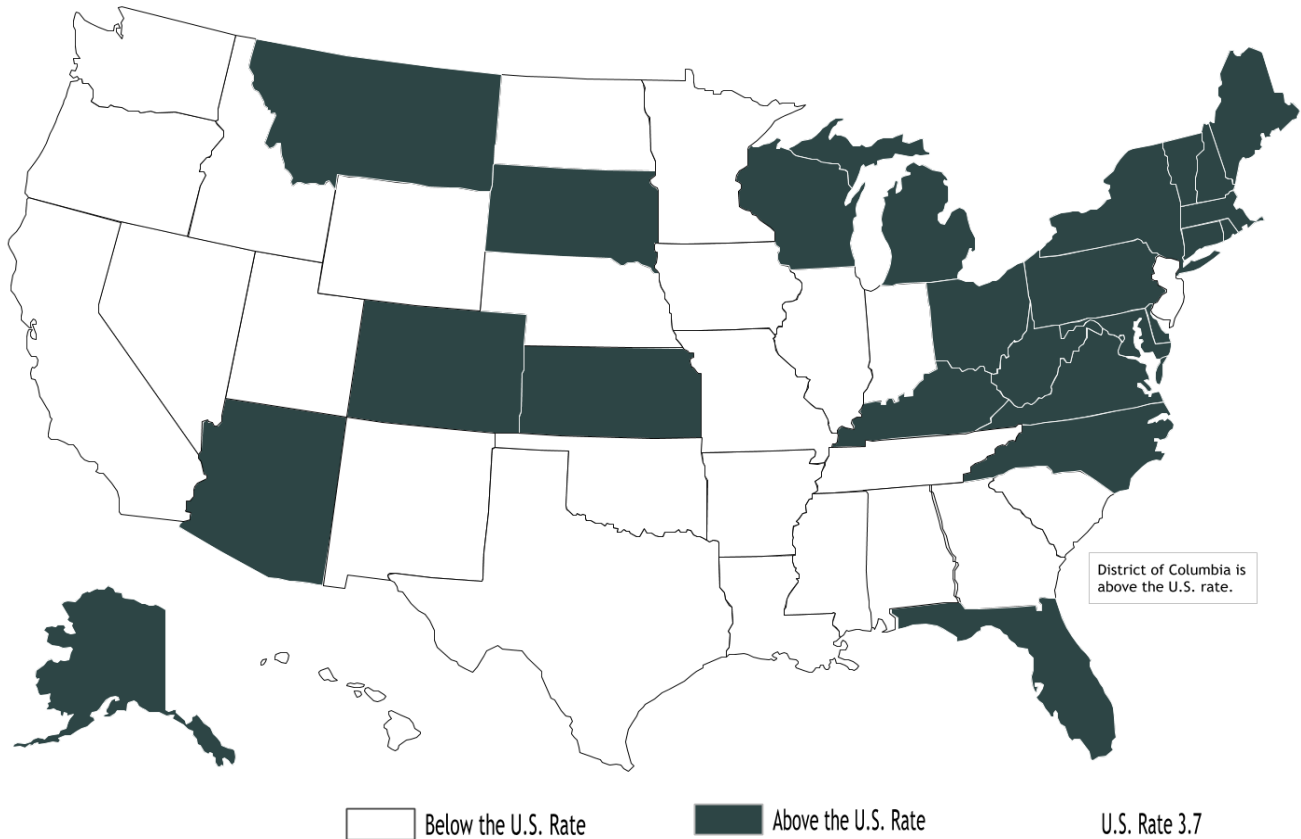 District of Columbia is
above the U.S. rate.
Below the U.S. Rate
Above the U.S. Rate
U.S. Rate 3.7